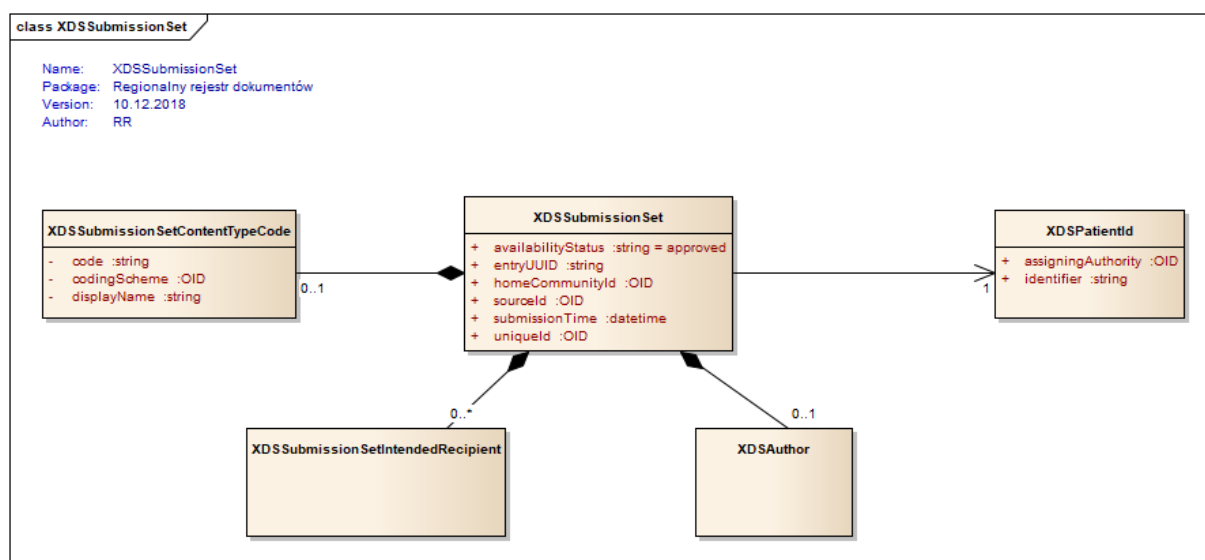 class XDSSubmissionSet
Name: XDSSubmissionSet
Package: Regionalny rejestr dokumentów
Version: 10.12.2018
Author: RR
XDSSubmissionSetContentTypeCode
- code :string
- codingScheme :OID
- displayName :string
0..1
XDSSubmissionSet
+ availabilityStatus :string = approved
+ entryUUID :string
+ homeCommunityId :OID
+ sourceId :OID
+ submissionTime :datetime
+ uniqueId :OID
XDSPatientId
+ assigningAuthority :OID
+ identifier :string
1
0..*
0..1
XDSSubmissionSetIntendedRecipient
XDSAuthor